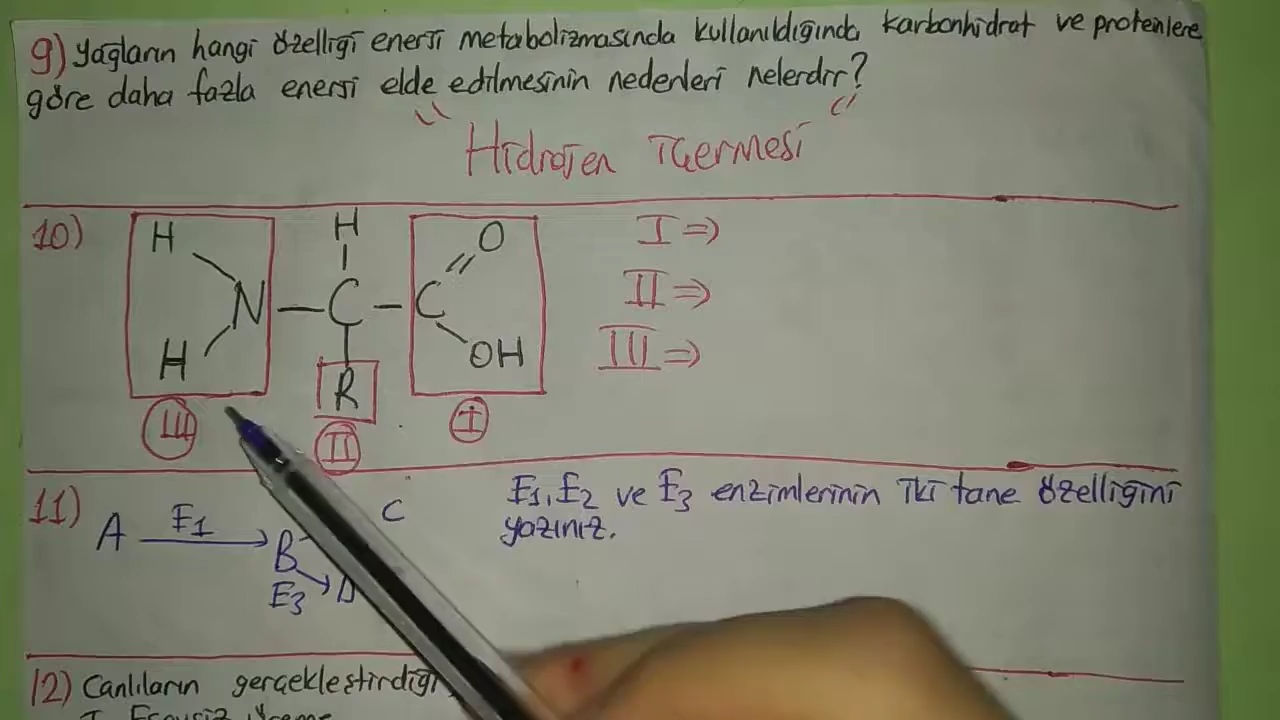 9) Yağların hangi özelliği enerji metabolizmasında kullanıldığında karbonhidrat ve proteinlere
göre daha fazla enerji elde edilmesinin nedenleri nelerdir?
"Hidrojen içermesi"
10)
H H O
N — C — C
H R OH
III II I
I ⇒
II ⇒
III ⇒
11) E1, E2 ve E3 enzimlerinin iki tane özelliğini
yazınız.
A E1 B C
E3 D
12) Canlıların gerçekleştirdiği